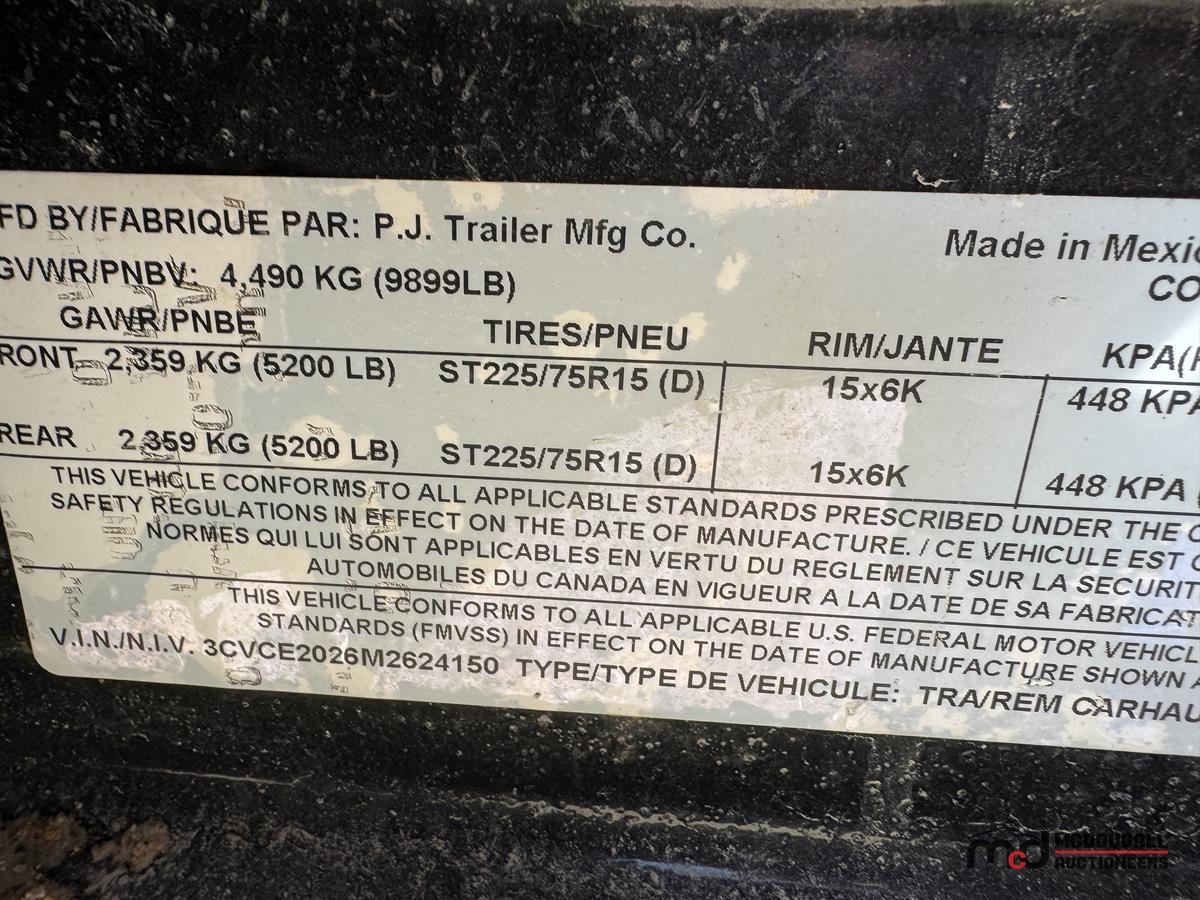 FD BY/FABRIQUE PAR: P.J. Trailer Mfg Co. Made in Mexic
GVWR/PNBV: 4,490 KG (9899LB) CO
GAWR/PNBE TIRES/PNEU RIM/JANTE KPA(
RONT 2,359 KG (5200 LB) ST225/75R15 (D) 15x6K 448 KPA
REAR 2,359 KG (5200 LB) ST225/75R15 (D) 15x6K 448 KPA
THIS VEHICLE CONFORMS TO ALL APPLICABLE STANDARDS PRESCRIBED UNDER THE C
SAFETY REGULATIONS IN EFFECT ON THE DATE OF MANUFACTURE. / CE VEHICULE EST C
NORMES QUI LUI SONT APPLICABLES EN VERTU DU REGLEMENT SUR LA SECURIT
AUTOMOBILES DU CANADA EN VIGUEUR A LA DATE DE SA FABRICAT
THIS VEHICLE CONFORMS TO ALL APPLICABLE U.S. FEDERAL MOTOR VEHICL
STANDARDS (FMVSS) IN EFFECT ON THE DATE OF MANUFACTURE SHOWN A
V.I.N./N.I.V. 3CVCE2026M2624150 TYPE/TYPE DE VEHICULE: TRA/REM CARHAU
mcd MCDOUGALL
AUCTIONEERS